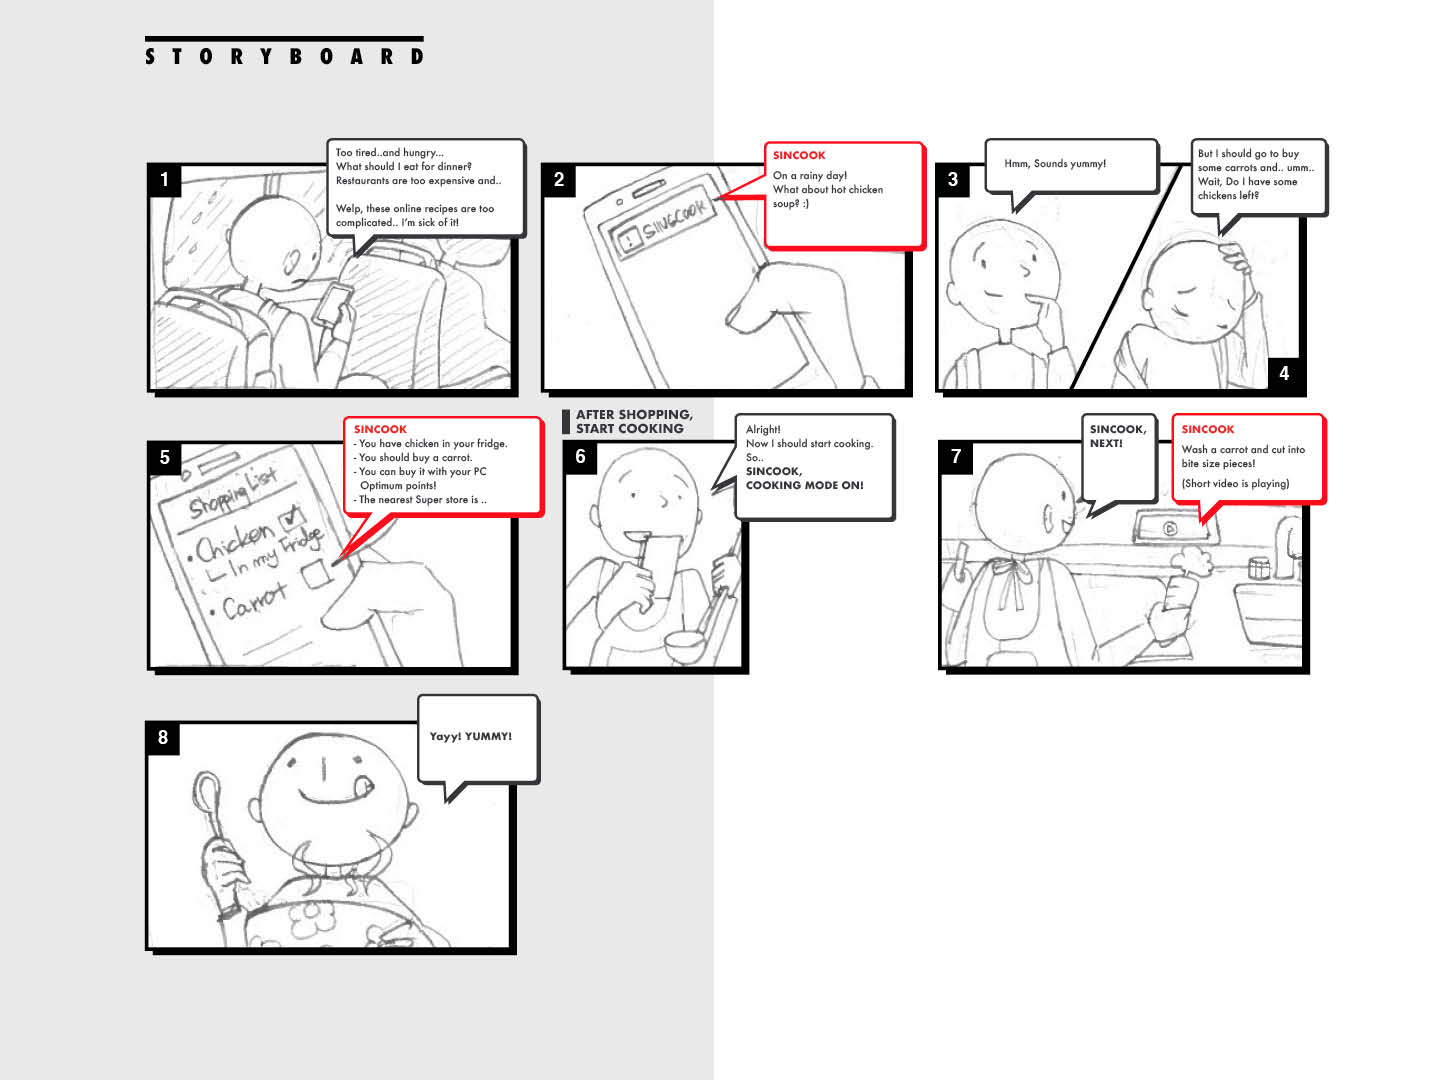 STORYBOARD
1
Too tired..and hungry...
What should I eat for dinner?
Restaurants are too expensive and..
Welp, these online recipes are too
complicated.. I'm sick of it!
2
SINGCOOK
SINCOOK
On a rainy day!
What about hot chicken
soup? :)
3
Hmm, Sounds yummy!
But I should go to buy
some carrots and.. umm..
Wait, Do I have some
chickens left?
4
5
Shopping List
• Chicken
In my Fridge
• Carrot
SINCOOK
- You have chicken in your fridge.
- You should buy a carrot.
- You can buy it with your PC
Optimum points!
- The nearest Super store is ..
AFTER SHOPPING,
START COOKING
6
Alright!
Now I should start cooking.
So..
SINCOOK,
COOKING MODE ON!
7
SINCOOK,
NEXT!
SINCOOK
Wash a carrot and cut into
bite size pieces!
(Short video is playing)
8
Yayy! YUMMY!